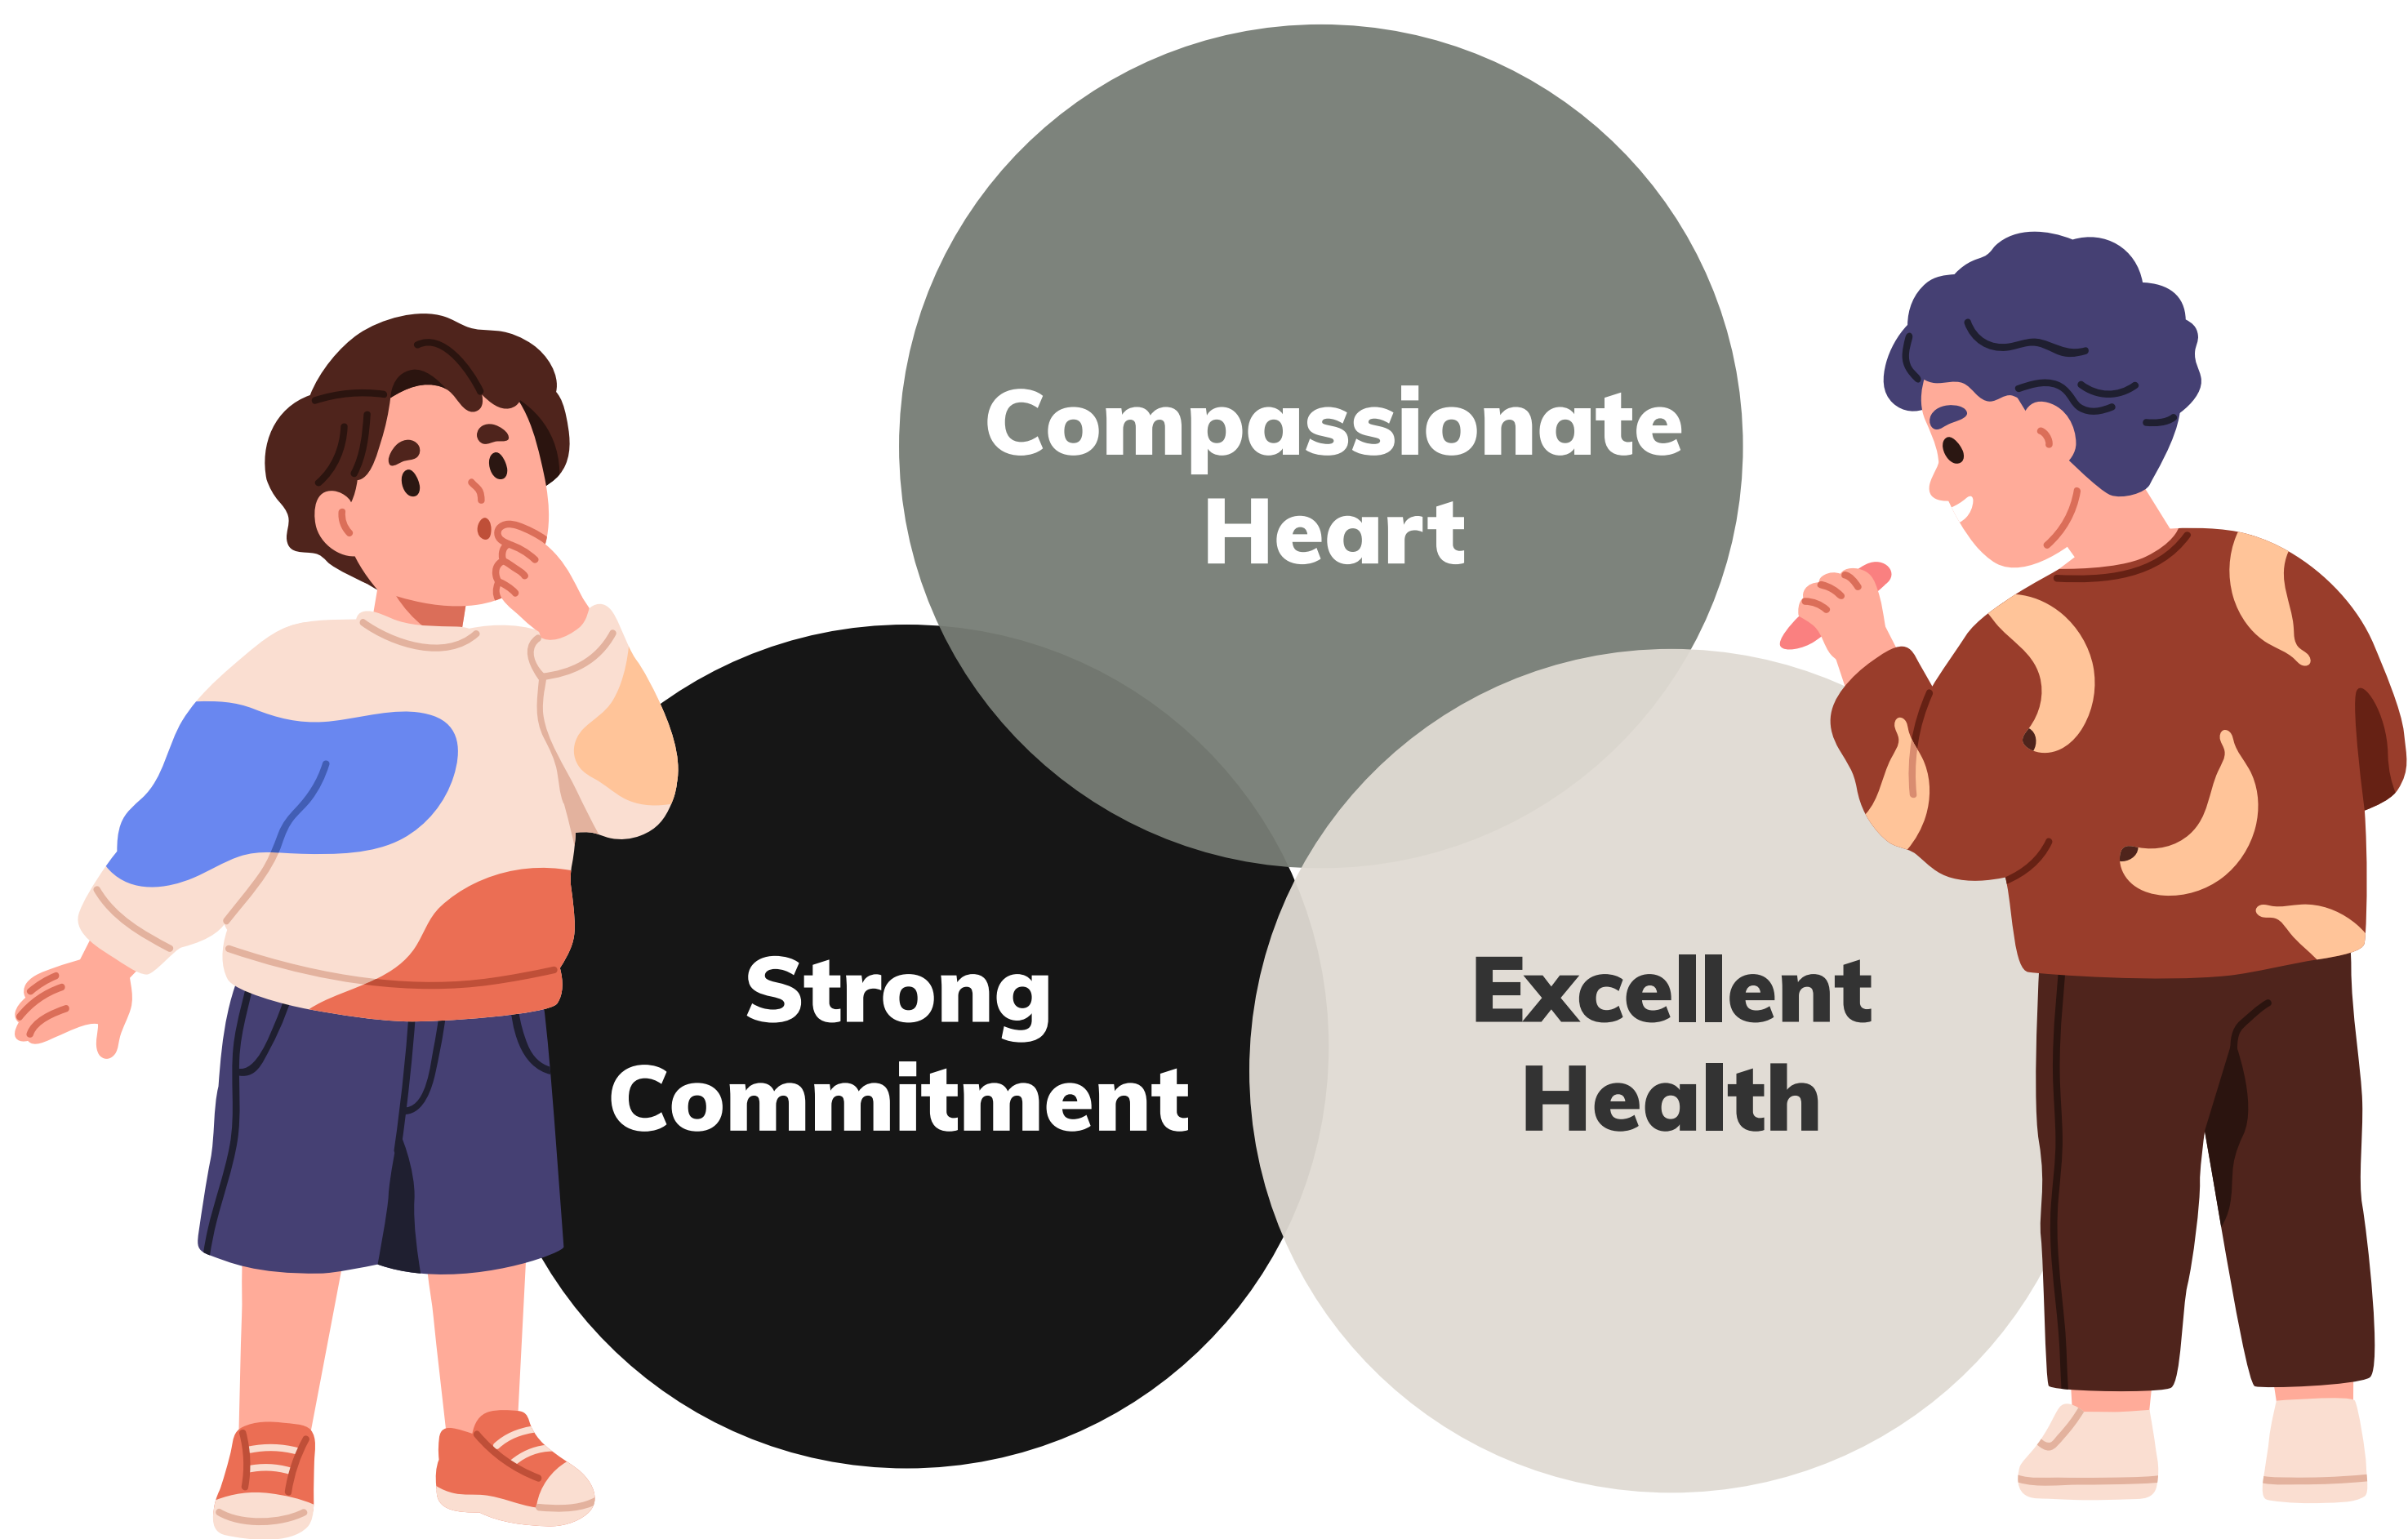 Compassionate
Heart
Strong
Commitment
Excellent
Health